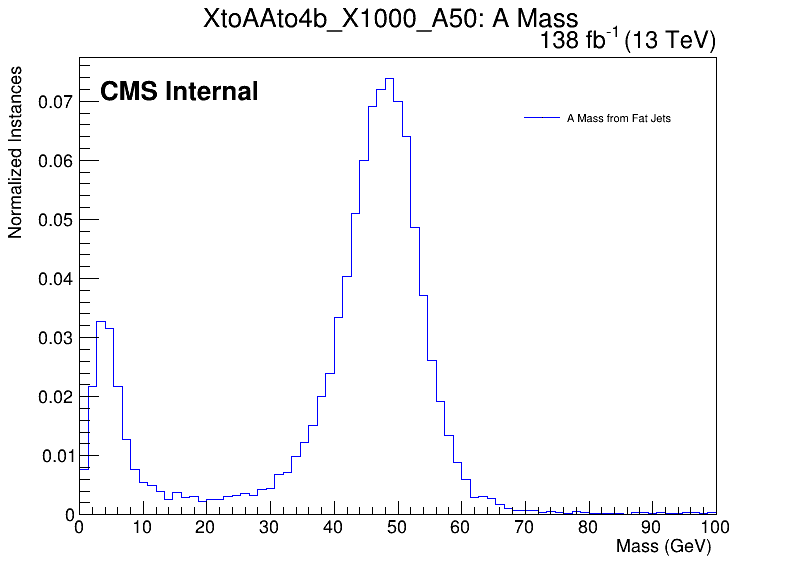 XtoAAto4b_X1000_A50: A Mass
138 fb-1 (13 TeV)
CMS Internal
A Mass from Fat Jets
Normalized Instances
0.07
0.06
0.05
0.04
0.03
0.02
0.01
0
0 10 20 30 40 50 60 70 80 90 100
Mass (GeV)